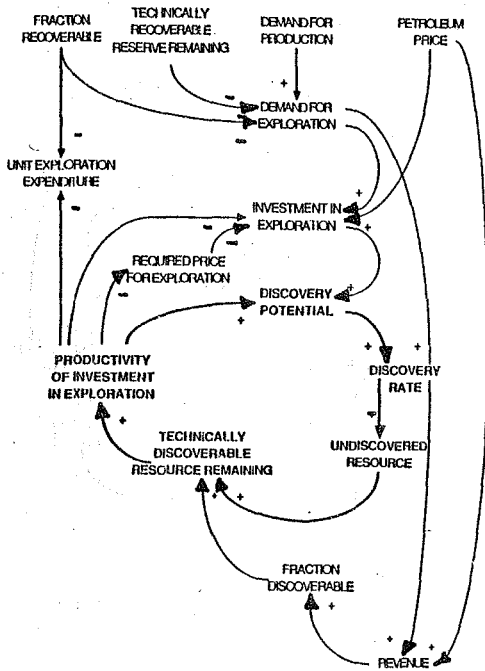 FRACTION
RECOVERABLE
TECHNICALLY
RECOVERABLE
RESERVE REMAINING
DEMAND FOR
PRODUCTION
PETROLEUM
PRICE
DEMAND FOR
EXPLORATION
UNIT EXPLORATION
EXPENDITURE
INVESTMENT IN
EXPLORATION
REQUIRED PRICE
FOR EXPLORATION
DISCOVERY
POTENTIAL
PRODUCTIVITY
OF INVESTMENT
IN EXPLORATION
DISCOVERY
RATE
TECHNICALLY
DISCOVERABLE
RESOURCE REMAINING
UNDISCOVERED
RESOURCE
FRACTION
DISCOVERABLE
REVENUE